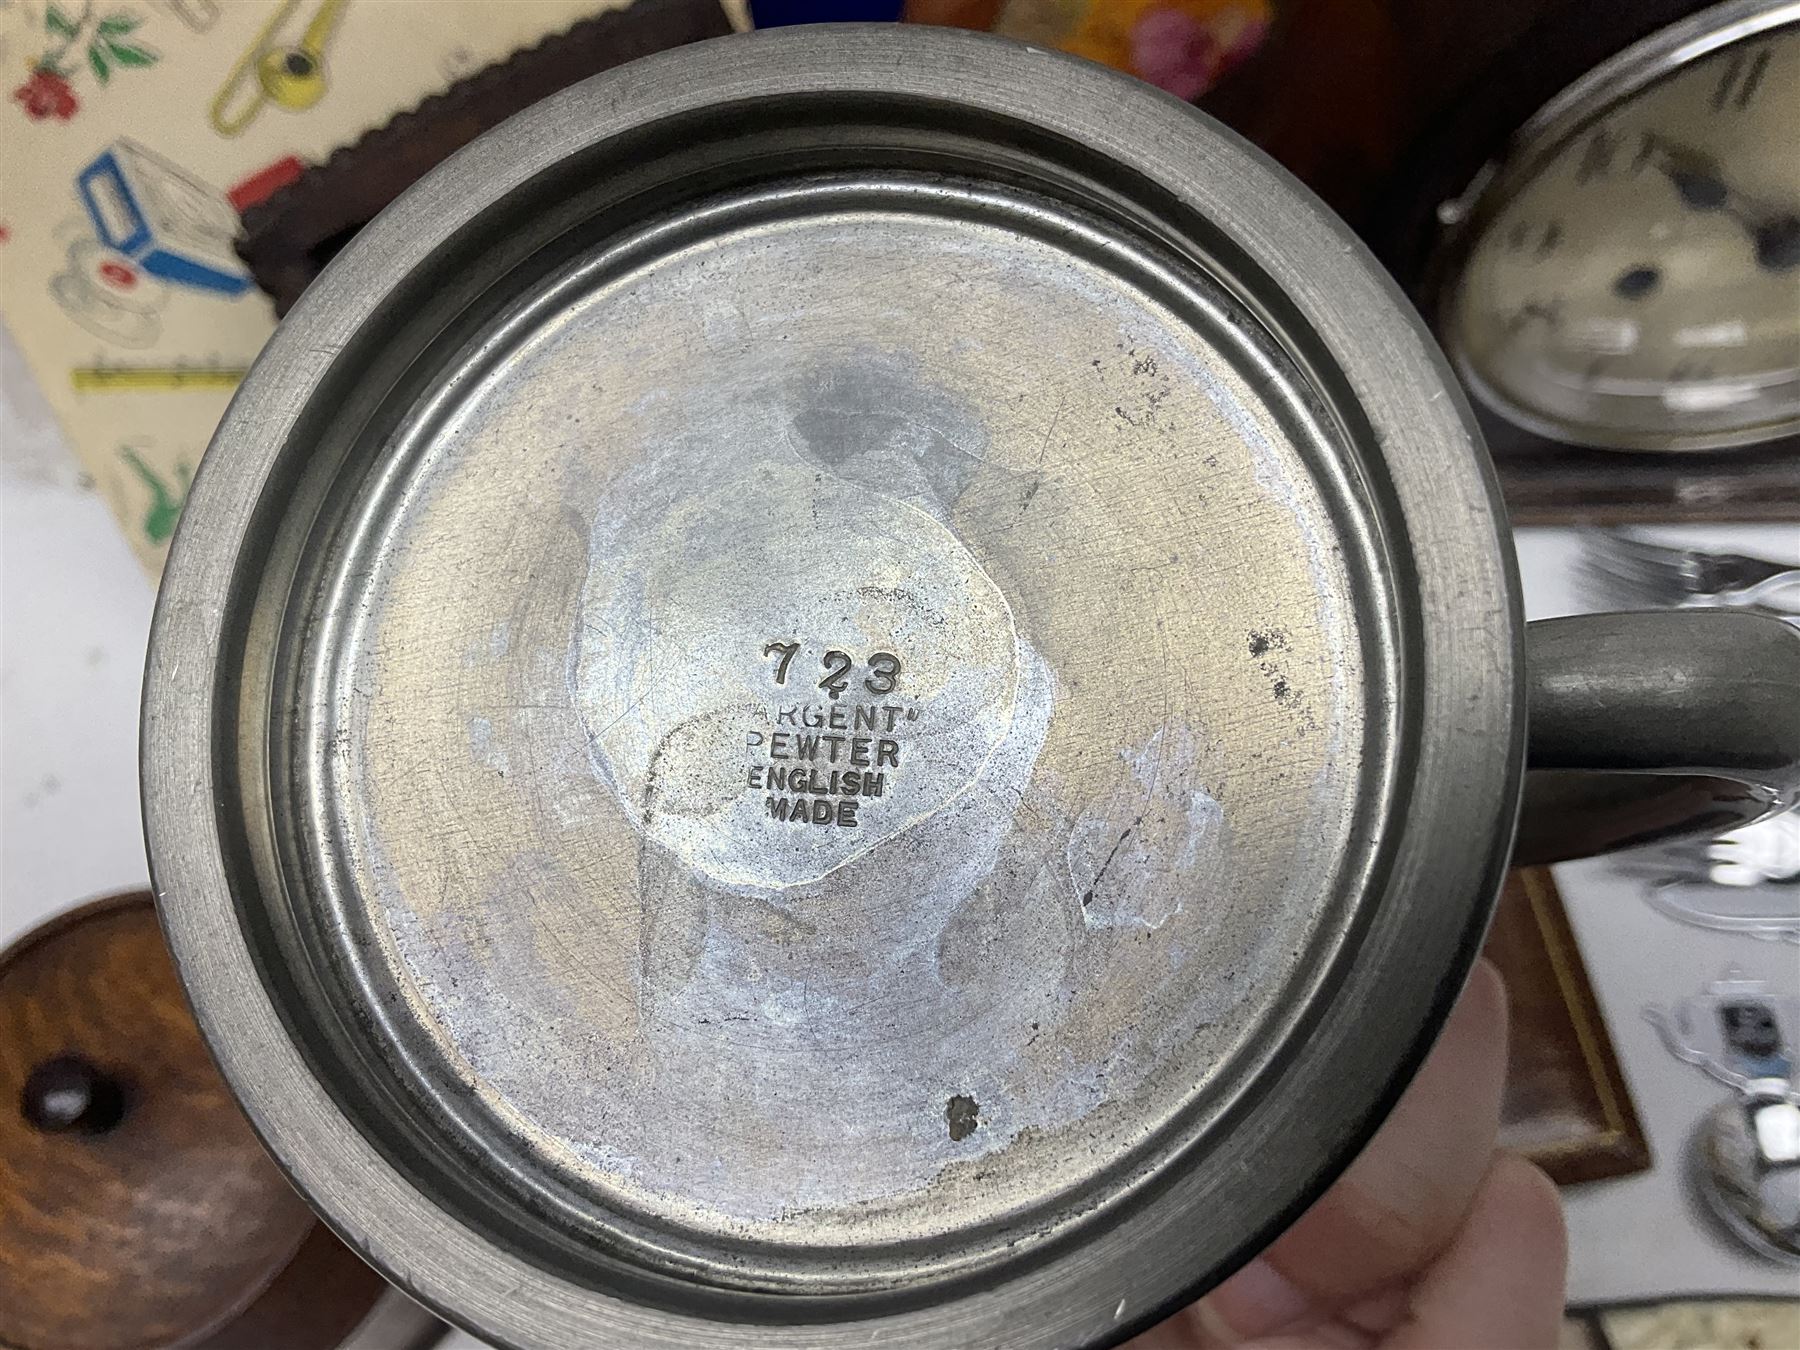 723
"ARGENT"
PEWTER
ENGLISH
MADE